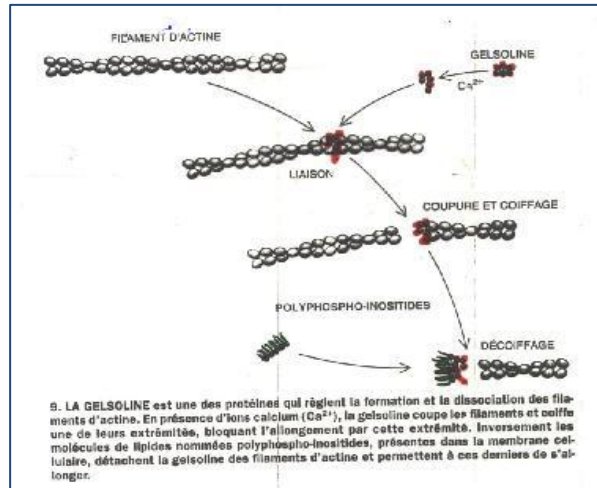 FILAMENT D'ACTINE
GELSOLINE
Ca²⁺
LIAISON
COUPURE ET COIFFAGE
POLYPHOSPHO-INOSITIDES
DÉCOIFFAGE
9. LA GELSOLINE est une des protéines qui règlent la formation et la dissociation des fila-
ments d'actine. En présence d'ions calcium (Ca²⁺), la gelsoline coupe les filaments et coiffe
une de leurs extrémités, bloquant l'allongement par cette extrémité. Inversement les
molécules de lipides nommées polyphospho-inositides, présentes dans la membrane cel-
lulaire, détachent la gelsoline des filaments d'actine et permettent à ces derniers de s'al-
longer.